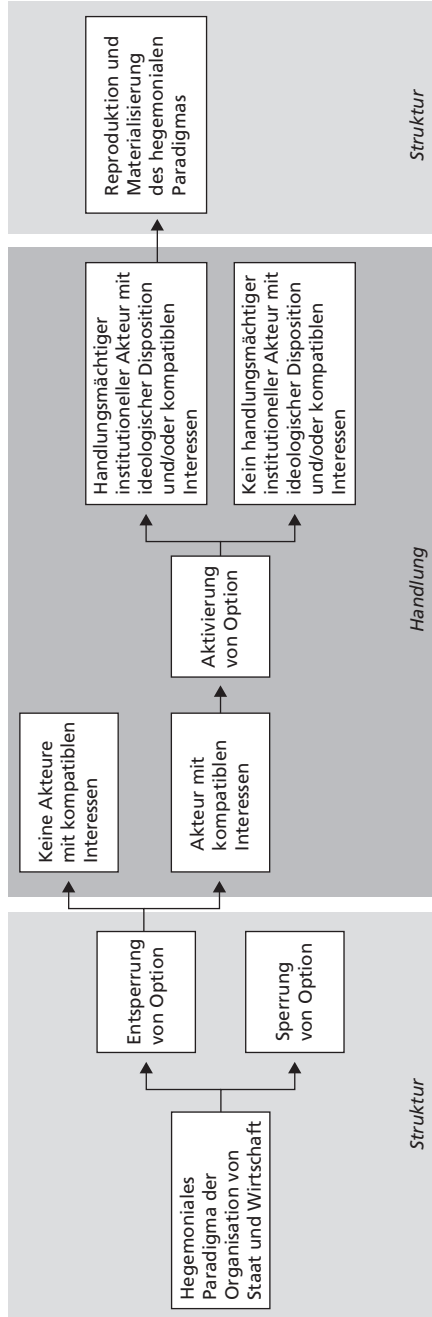 Hegemoniales
Paradigma der
Organisation von
Staat und Wirtschaft
Entsperrung
von Option
Sperrung
von Option
Struktur
Keine Akteure
mit kompatiblen
Interessen
Akteur mit
kompatiblen
Interessen
Aktivierung
von Option
Handlungsmächtiger
institutioneller Akteur mit
ideologischer Disposition
und/oder kompatiblen
Interessen
Kein handlungsmächtiger
institutioneller Akteur mit
ideologischer Disposition
und/oder kompatiblen
Interessen
Handlung
Reproduktion und
Materialisierung
des hegemonialen
Paradigmas
Struktur